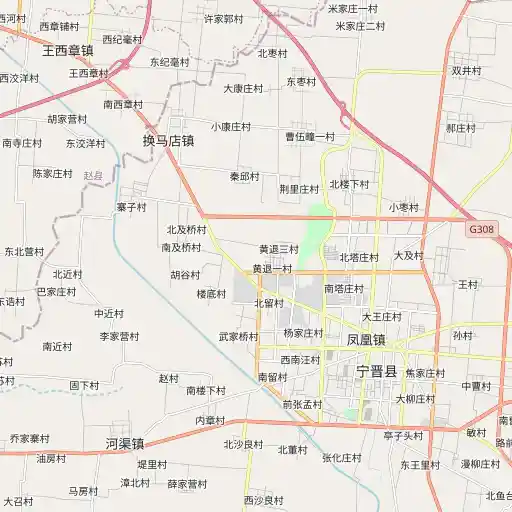 许家郭村
米家庄一村
米家庄二村
西河村
西章铺村
王西章镇
西纪毫村
北枣村
东纪毫村
双井村
西洨洋村
王西章村
东枣村
大康庄村
南西章村
胡家营村
小康庄村
曹伍疃一村
郝庄村
换马店镇
南寺庄村
东洨洋村
陈家庄村
赵县
秦邱村
荆里庄村
北楼下村
寨子村
小枣村
G308
北及桥村
南及桥村
黄退三村
东北营村
北塔庄村
大及村
黄退一村
北近村
胡谷村
巴家庄村
楼底村
南塔庄村
王村
东诰村
北留村
中近村
大王庄村
李家营村
武家桥村
杨家庄村
孙村
凤凰镇
南近村
西南汪村
宁晋县
焦家庄村
赵村
南留村
固下村
中曹村
南楼下村
大柳庄村
前张孟村
内章村
乔家寨村
河渠镇
北沙良村
亭子头村
敏村
油房村
北董村
堤里村
张化庄村
东王里村
漫柳庄村
漳北村
薛家营村
马房村
大召村
西沙良村
北鱼台